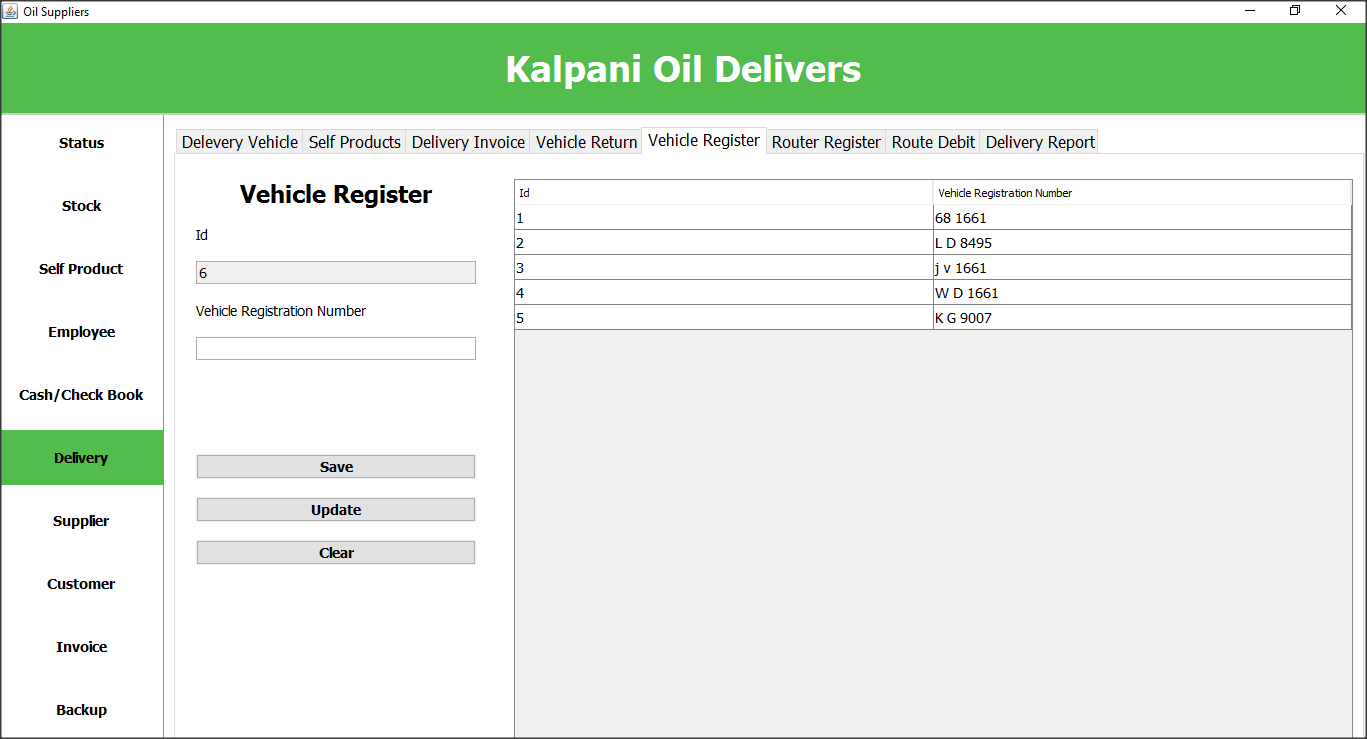 Oil Suppliers
Kalpani Oil Delivers
Status
Stock
Self Product
Employee
Cash/Check Book
Delivery
Supplier
Customer
Invoice
Backup
Delevery Vehicle Self Products Delivery Invoice Vehicle Return Vehicle Register Router Register Route Debit Delivery Report
Vehicle Register
Id
6
Vehicle Registration Number
Save
Update
Clear
Id Vehicle Registration Number
1 68 1661
2 L D 8495
3 j v 1661
4 W D 1661
5 K G 9007